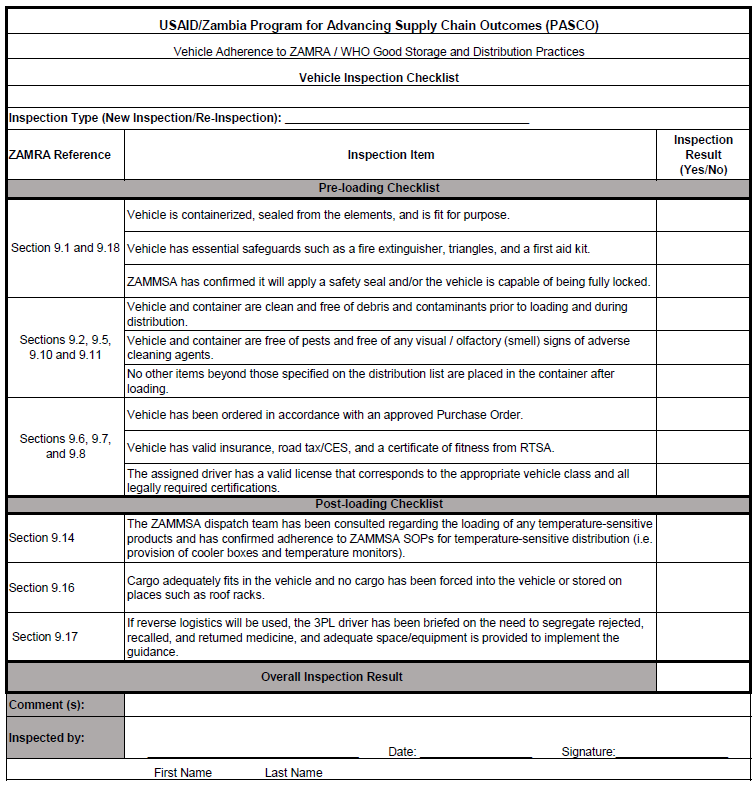 USAID/Zambia Program for Advancing Supply Chain Outcomes (PASCO)
Vehicle Adherence to ZAMRA / WHO Good Storage and Distribution Practices
Vehicle Inspection Checklist
Inspection Type (New Inspection/Re-Inspection): ____________________________________
ZAMRA Reference
Inspection Item
Inspection
Result
(Yes/No)
Pre-loading Checklist
Section 9.1 and 9.18
Vehicle is containerized, sealed from the elements, and is fit for purpose.
Vehicle has essential safeguards such as a fire extinguisher, triangles, and a first aid kit.
ZAMMSA has confirmed it will apply a safety seal and/or the vehicle is capable of being fully locked.
Sections 9.2, 9.5,
9.10 and 9.11
Vehicle and container are clean and free of debris and contaminants prior to loading and during
distribution.
Vehicle and container are free of pests and free of any visual / olfactory (smell) signs of adverse
cleaning agents.
No other items beyond those specified on the distribution list are placed in the container after
loading.
Sections 9.6, 9.7,
and 9.8
Vehicle has been ordered in accordance with an approved Purchase Order.
Vehicle has valid insurance, road tax/CES, and a certificate of fitness from RTSA.
The assigned driver has a valid license that corresponds to the appropriate vehicle class and all
legally required certifications.
Post-loading Checklist
Section 9.14
The ZAMMSA dispatch team has been consulted regarding the loading of any temperature-sensitive
products and has confirmed adherence to ZAMMSA SOPs for temperature-sensitive distribution (i.e.
provision of cooler boxes and temperature monitors).
Section 9.16
Cargo adequately fits in the vehicle and no cargo has been forced into the vehicle or stored on
places such as roof racks.
Section 9.17
If reverse logistics will be used, the 3PL driver has been briefed on the need to segregate rejected,
recalled, and returned medicine, and adequate space/equipment is provided to implement the
guidance.
Overall Inspection Result
Comment (s):
Inspected by:
_______________________________ Date: ________________ Signature:________________
First Name Last Name